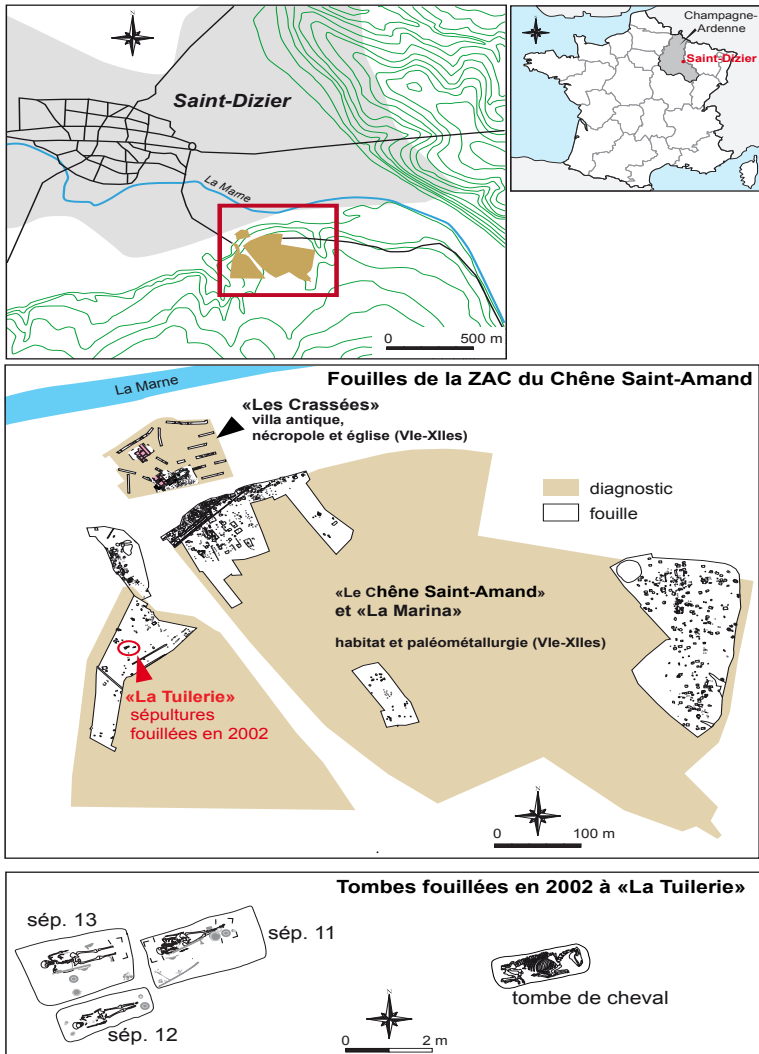 N
Saint-Dizier
La Marne
0 500 m
N
Champagne-
Ardenne
Saint-Dizier
La Marne
Fouilles de la ZAC du Chêne Saint-Amand
«Les Crassées»
villa antique,
nécropole et église (VIe-XIIes)
diagnostic
fouille
«Le Chêne Saint-Amand»
et «La Marina»
habitat et paléométallurgie (VIe-XIIes)
«La Tuilerie»
sépultures
fouillées en 2002
N
0 100 m
Tombes fouillées en 2002 à «La Tuilerie»
sép. 13
sép. 11
sép. 12
tombe de cheval
N
0 2 m